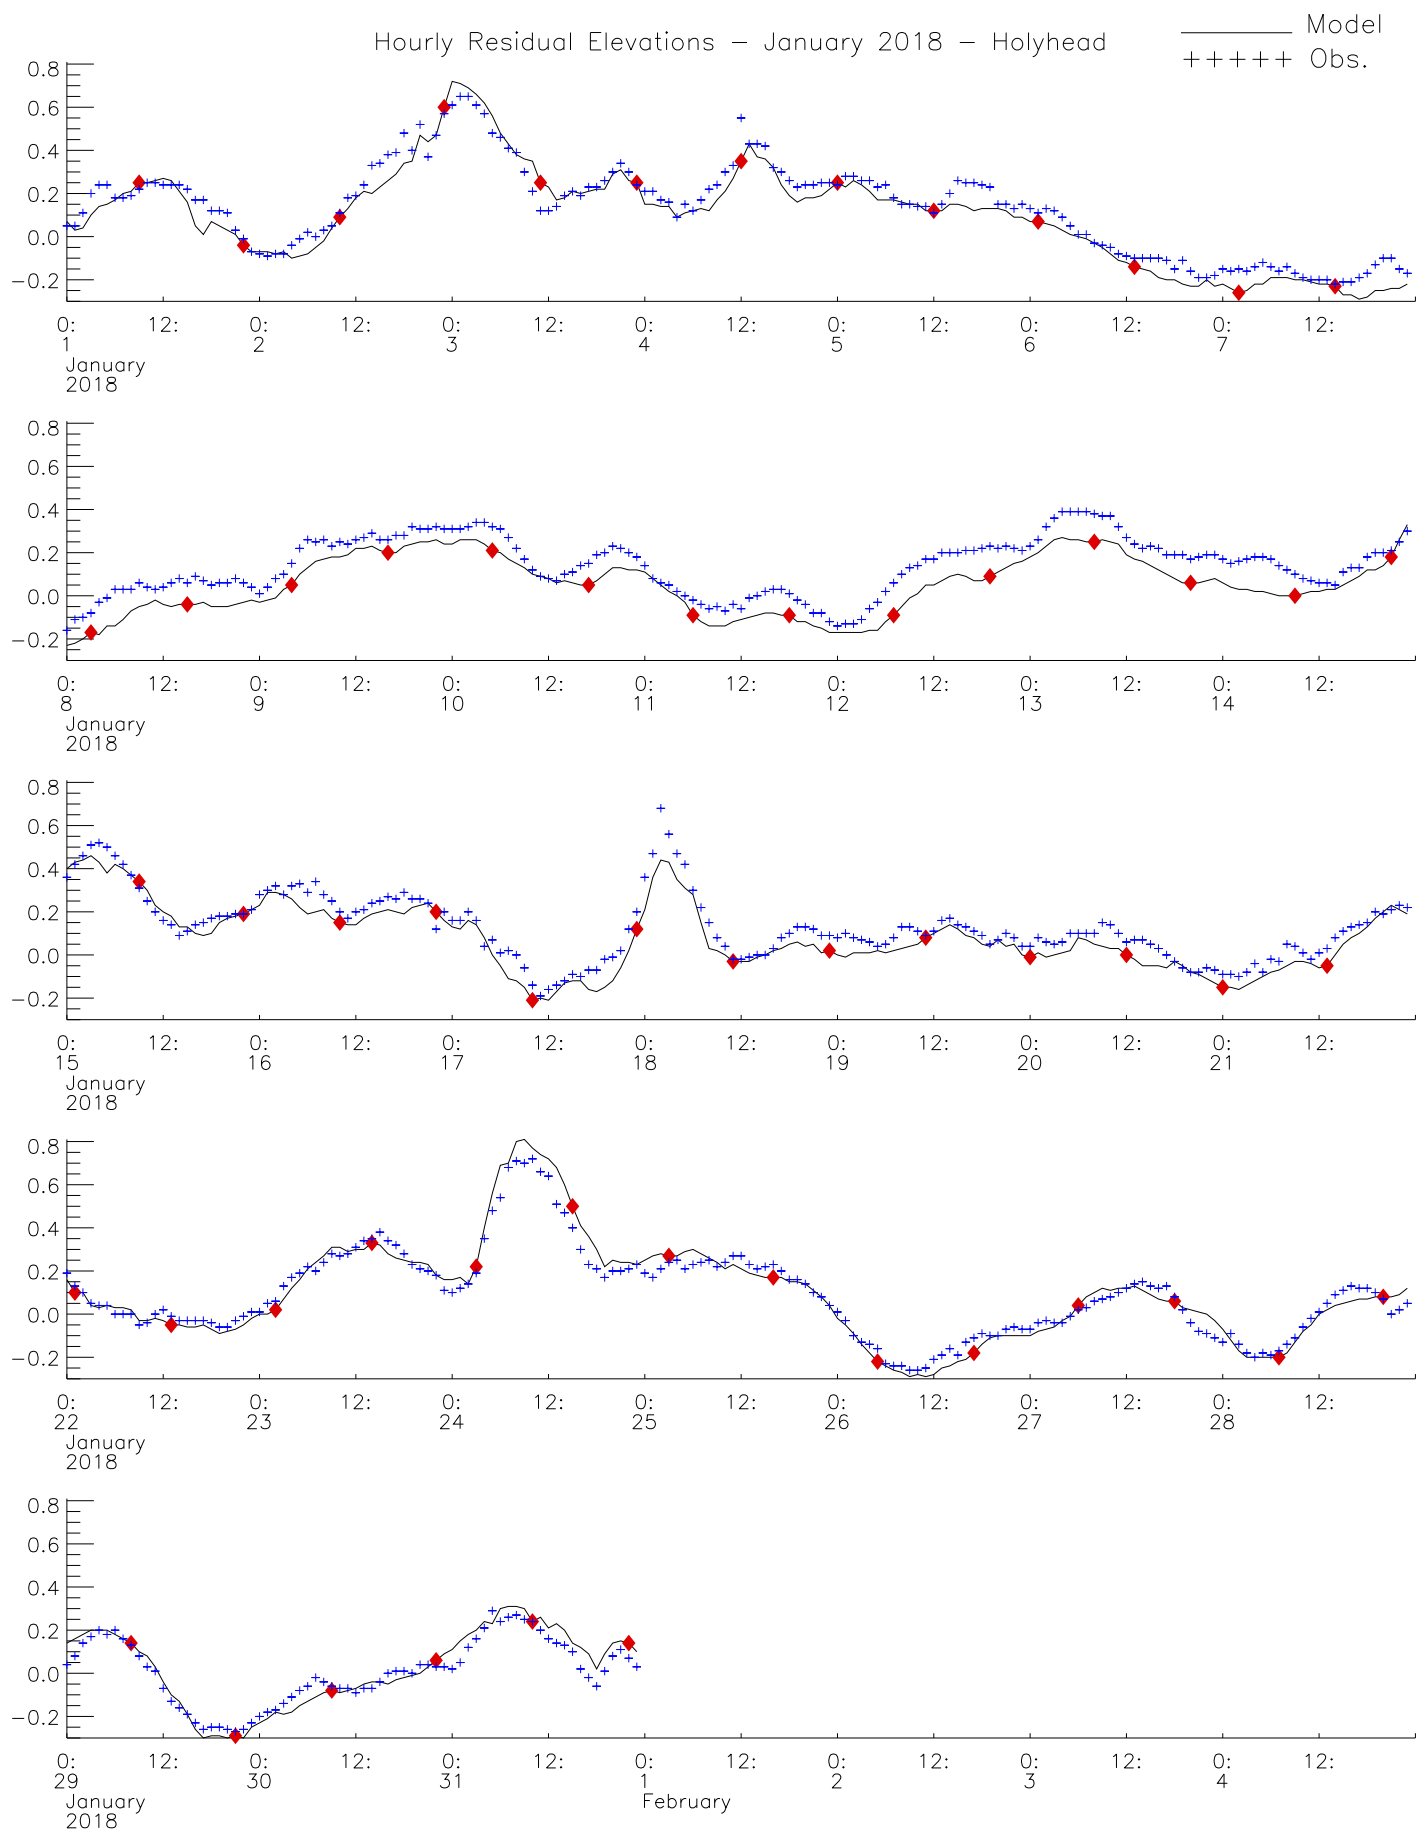 Hourly Residual Elevations − January 2018 − Holyhead
Model
+++++ Obs.
0.8
0.6
0.4
0.2
0.0
−0.2
0: 12: 0: 12: 0: 12: 0: 12: 0: 12: 0: 12: 0: 12:
1 2 3 4 5 6 7
January
2018
0.8
0.6
0.4
0.2
0.0
−0.2
0: 12: 0: 12: 0: 12: 0: 12: 0: 12: 0: 12: 0: 12:
8 9 10 11 12 13 14
January
2018
0.8
0.6
0.4
0.2
0.0
−0.2
0: 12: 0: 12: 0: 12: 0: 12: 0: 12: 0: 12: 0: 12:
15 16 17 18 19 20 21
January
2018
0.8
0.6
0.4
0.2
0.0
−0.2
0: 12: 0: 12: 0: 12: 0: 12: 0: 12: 0: 12: 0: 12:
22 23 24 25 26 27 28
January
2018
0.8
0.6
0.4
0.2
0.0
−0.2
0: 12: 0: 12: 0: 12: 0: 12: 0: 12: 0: 12: 0: 12:
29 30 31 1 2 3 4
January February
2018